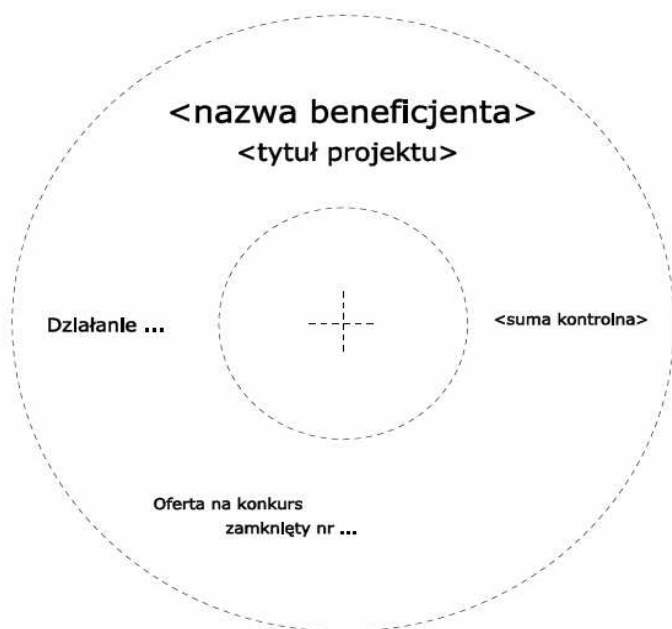 <nazwa beneficjenta>
<tytuł projektu>
Działanie ...
<suma kontrolna>
Oferta na konkurs
zamknięty nr ...